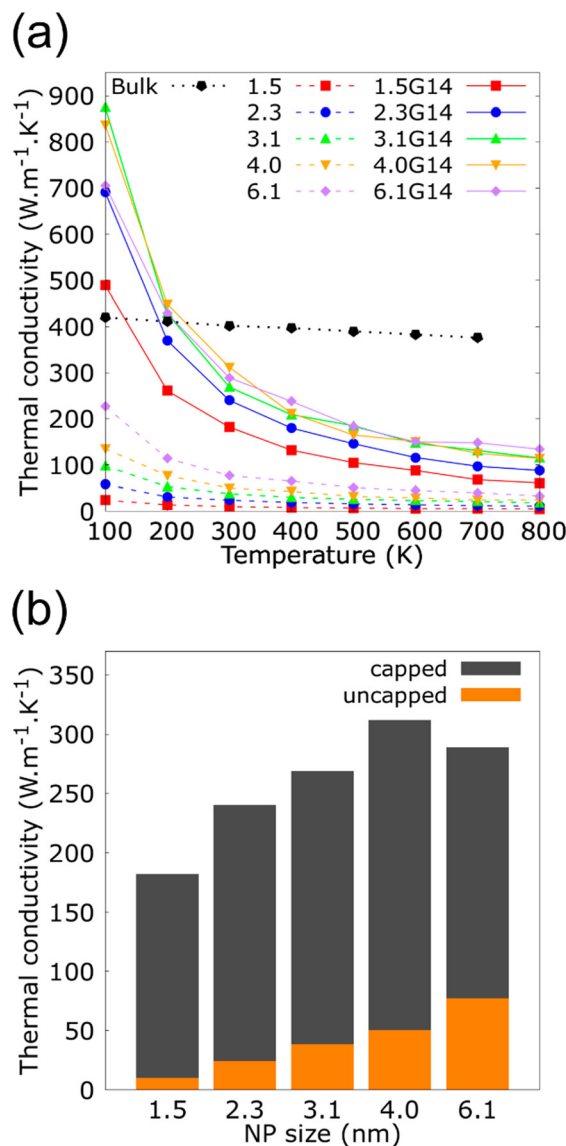 (a)
Thermal conductivity (W.m⁻¹.K⁻¹)
900
800
700
600
500
400
300
200
100
0
Bulk 1.5 1.5G14
2.3 2.3G14
3.1 3.1G14
4.0 4.0G14
6.1 6.1G14
100 200 300 400 500 600 700 800
Temperature (K)
(b)
Thermal conductivity (W.m⁻¹.K⁻¹)
350
300
250
200
150
100
50
0
capped
uncapped
1.5 2.3 3.1 4.0 6.1
NP size (nm)